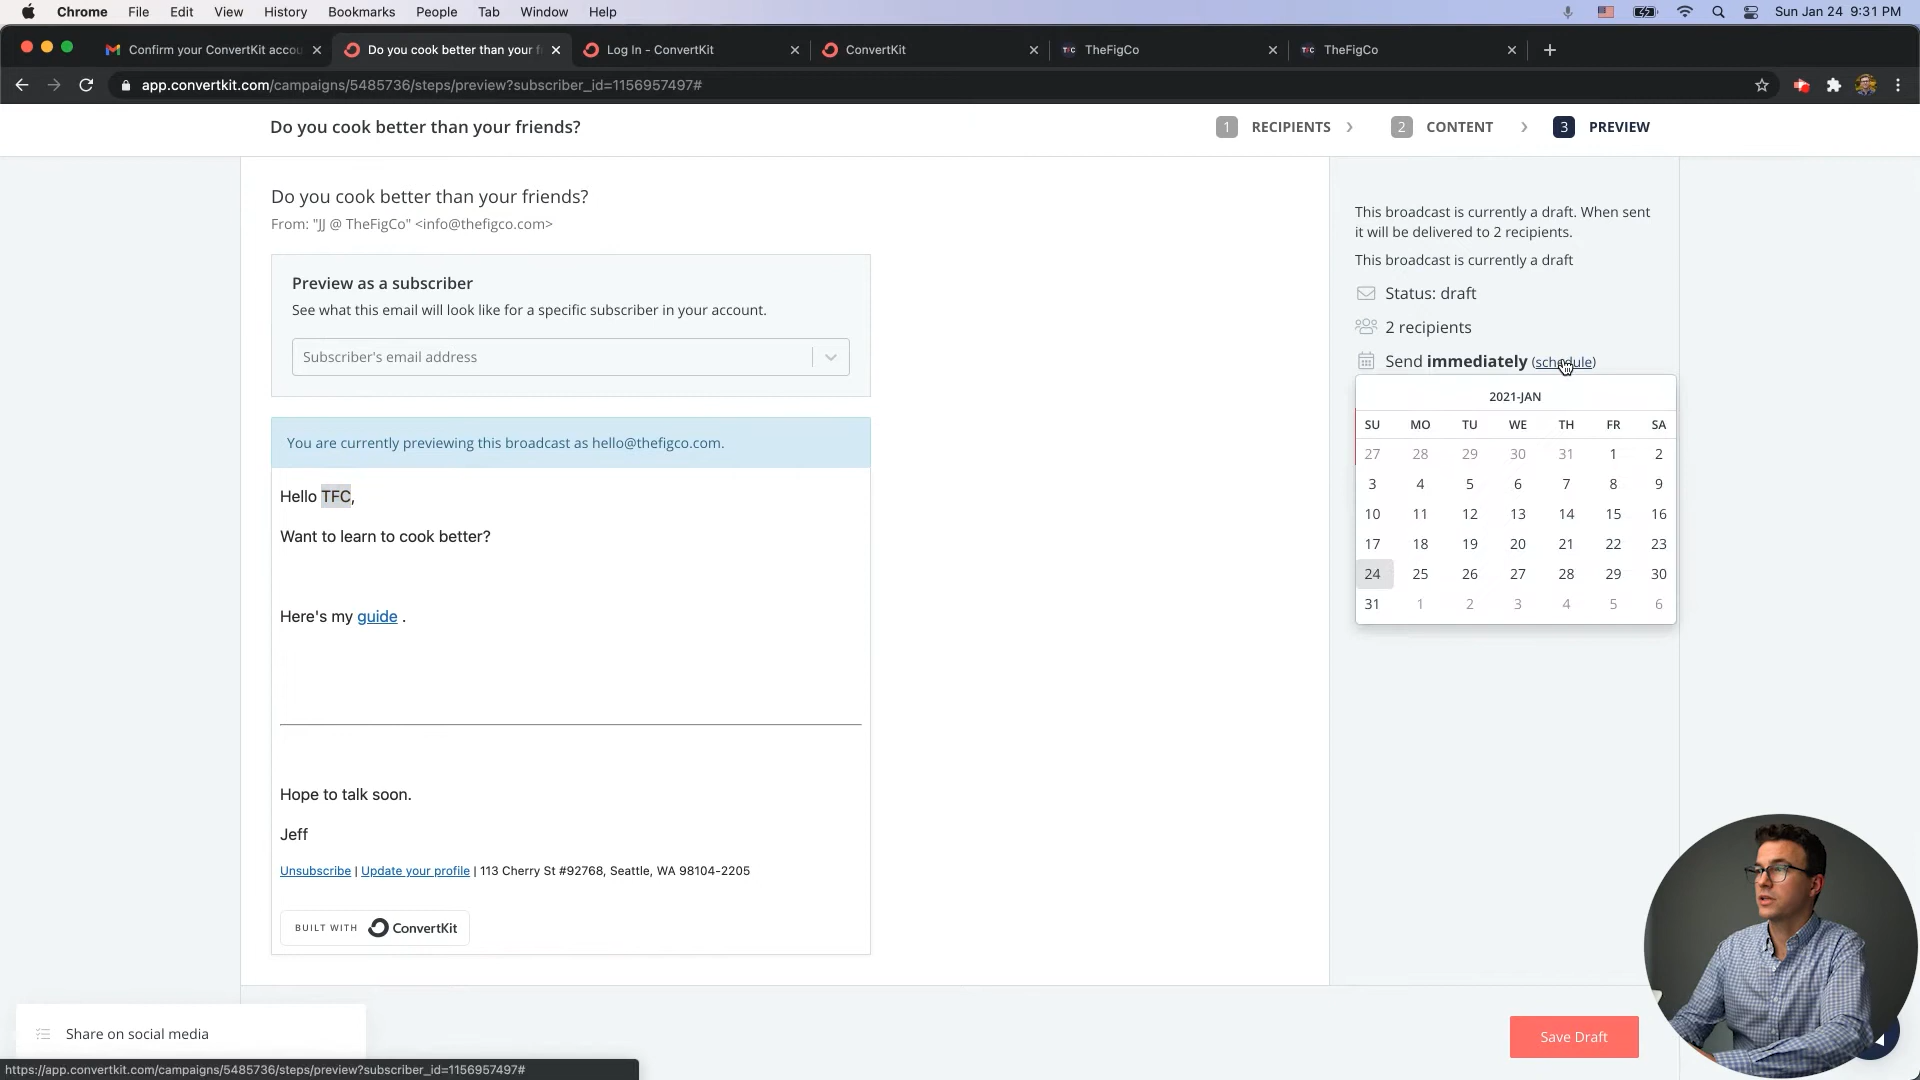 Chrome File Edit View History Bookmarks People Tab Window Help Sun Jan 24 9:31 PM
Confirm your ConvertKit accou Do you cook better than your f Log In - ConvertKit ConvertKit TFC TheFigCo TFC TheFigCo
app.convertkit.com/campaigns/5485736/steps/preview?subscriber_id=1156957497#
Do you cook better than your friends? 1 RECIPIENTS 2 CONTENT 3 PREVIEW
Do you cook better than your friends?
From: "JJ @ TheFigCo" <info@thefigco.com>
Preview as a subscriber
See what this email will look like for a specific subscriber in your account.
Subscriber's email address
You are currently previewing this broadcast as hello@thefigco.com.
Hello TFC,
Want to learn to cook better?
Here's my guide .
Hope to talk soon.
Jeff
Unsubscribe | Update your profile | 113 Cherry St #92768, Seattle, WA 98104-2205
BUILT WITH ConvertKit
This broadcast is currently a draft. When sent
it will be delivered to 2 recipients.
This broadcast is currently a draft
Status: draft
2 recipients
Send immediately (schedule)
2021-JAN
SU MO TU WE TH FR SA
27 28 29 30 31 1 2
3 4 5 6 7 8 9
10 11 12 13 14 15 16
17 18 19 20 21 22 23
24 25 26 27 28 29 30
31 1 2 3 4 5 6
Share on social media
Save Draft
https://app.convertkit.com/campaigns/5485736/steps/preview?subscriber_id=1156957497#